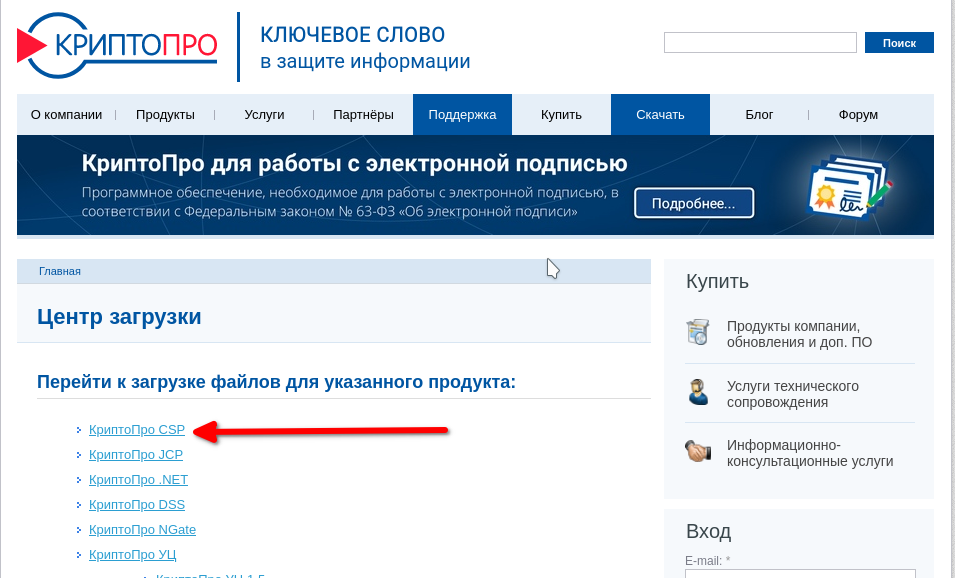 КРИПТОПРО
КЛЮЧЕВОЕ СЛОВО
в защите информации
Поиск
О компании
Продукты
Услуги
Партнёры
Поддержка
Купить
Скачать
Блог
Форум
КриптоПро для работы с электронной подписью
Программное обеспечение, необходимое для работы с электронной подписью, в
соответствии с Федеральным законом № 63-ФЗ «Об электронной подписи»
Подробнее...
Главная
Центр загрузки
Перейти к загрузке файлов для указанного продукта:
КриптоПро CSP
КриптоПро JCP
КриптоПро .NET
КриптоПро DSS
КриптоПро NGate
КриптоПро УЦ
КриптоПро УЦ 1.5
Купить
Продукты компании,
обновления и доп. ПО
Услуги технического
сопровождения
Информационно-
консультационные услуги
Вход
E-mail: *